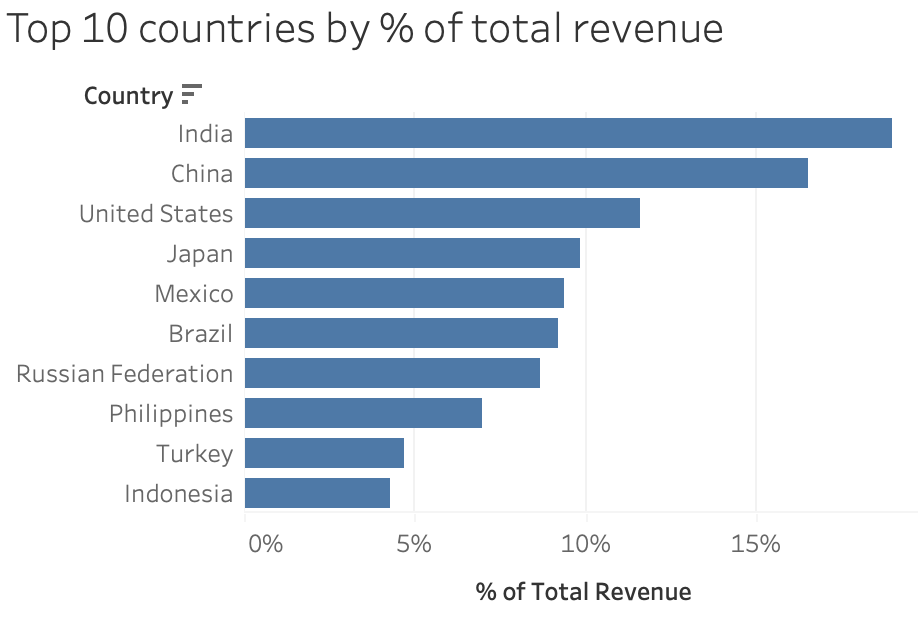 Top 10 countries by % of total revenue
Country
India
China
United States
Japan
Mexico
Brazil
Russian Federation
Philippines
Turkey
Indonesia
0% 5% 10% 15%
% of Total Revenue